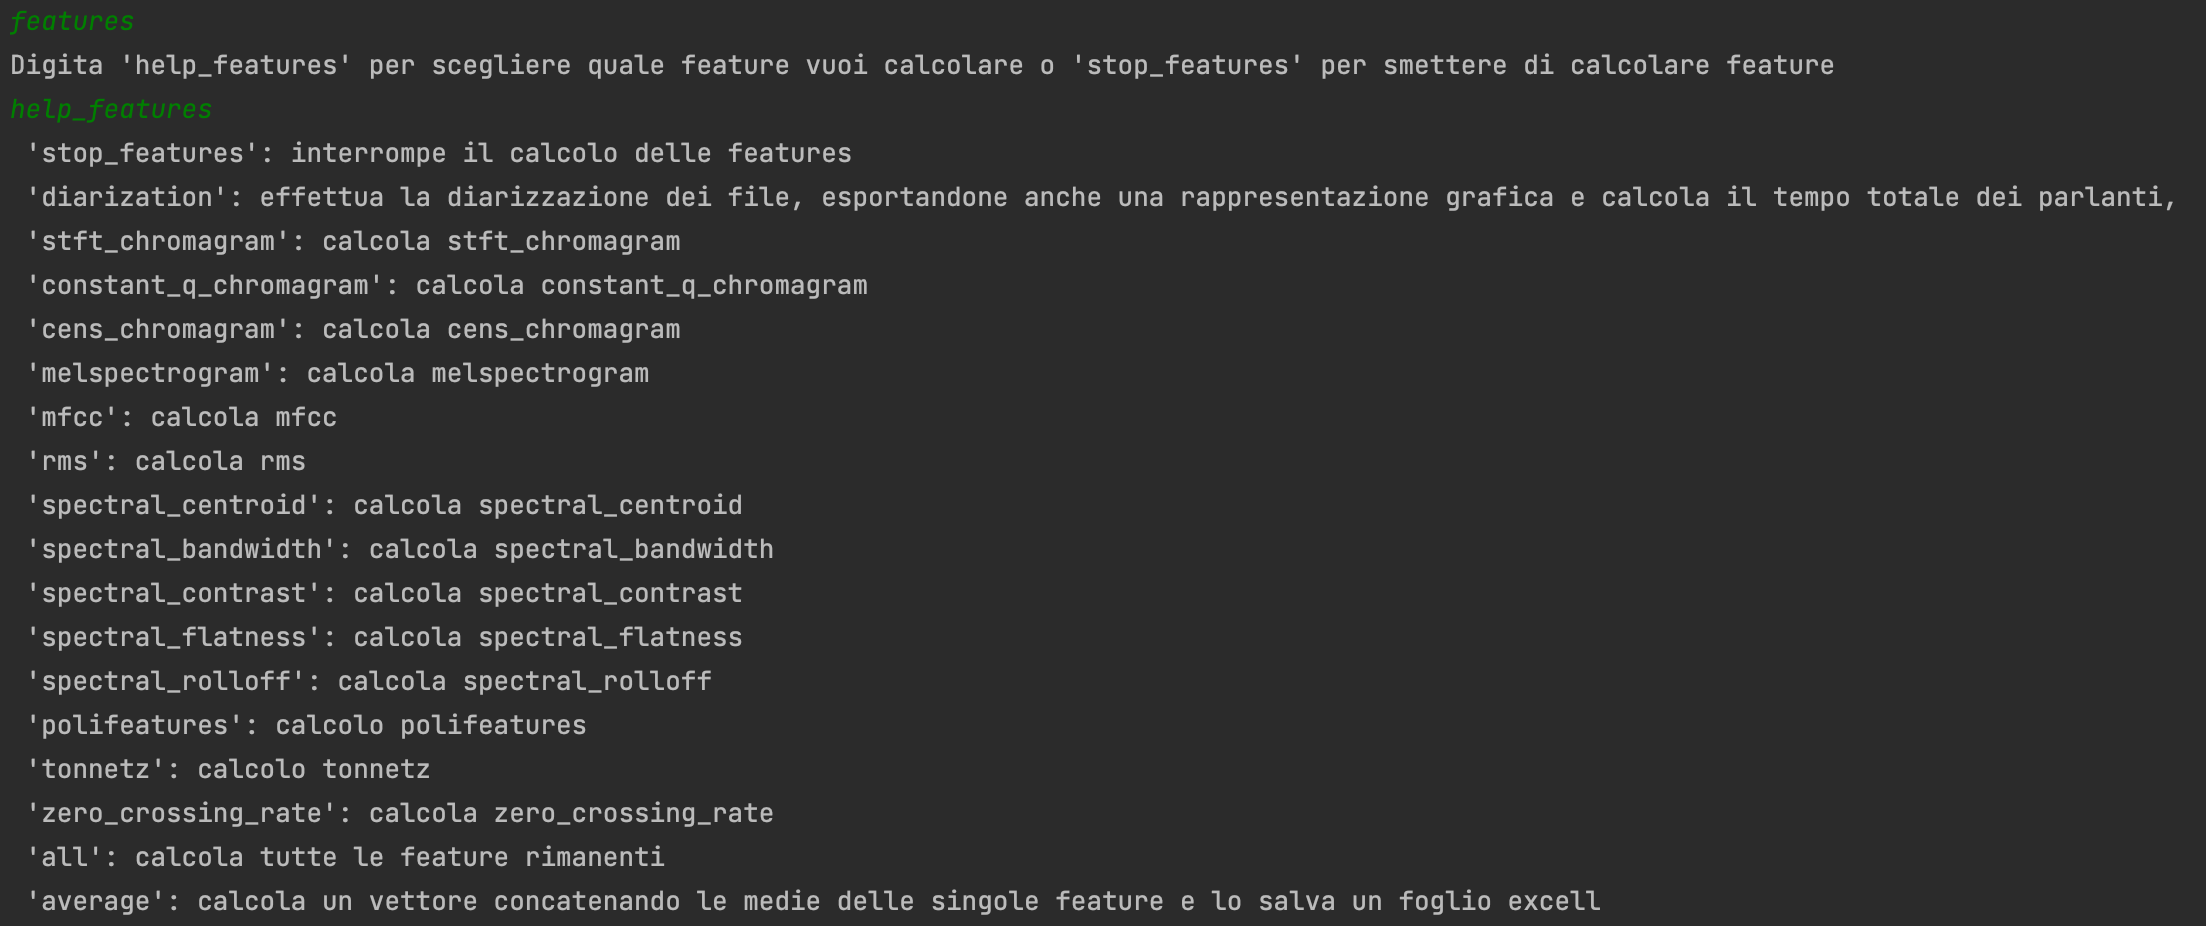 features
Digita 'help_features' per scegliere quale feature vuoi calcolare o 'stop_features' per smettere di calcolare feature
help_features
'stop_features': interrompe il calcolo delle features
'diarization': effettua la diarizzazione dei file, esportandone anche una rappresentazione grafica e calcola il tempo totale dei parlanti,
'stft_chromagram': calcola stft_chromagram
'constant_q_chromagram': calcola constant_q_chromagram
'cens_chromagram': calcola cens_chromagram
'melspectrogram': calcola melspectrogram
'mfcc': calcola mfcc
'rms': calcola rms
'spectral_centroid': calcola spectral_centroid
'spectral_bandwidth': calcola spectral_bandwidth
'spectral_contrast': calcola spectral_contrast
'spectral_flatness': calcola spectral_flatness
'spectral_rolloff': calcola spectral_rolloff
'polifeatures': calcolo polifeatures
'tonnetz': calcolo tonnetz
'zero_crossing_rate': calcola zero_crossing_rate
'all': calcola tutte le feature rimanenti
'average': calcola un vettore concatenando le medie delle singole feature e lo salva un foglio excell